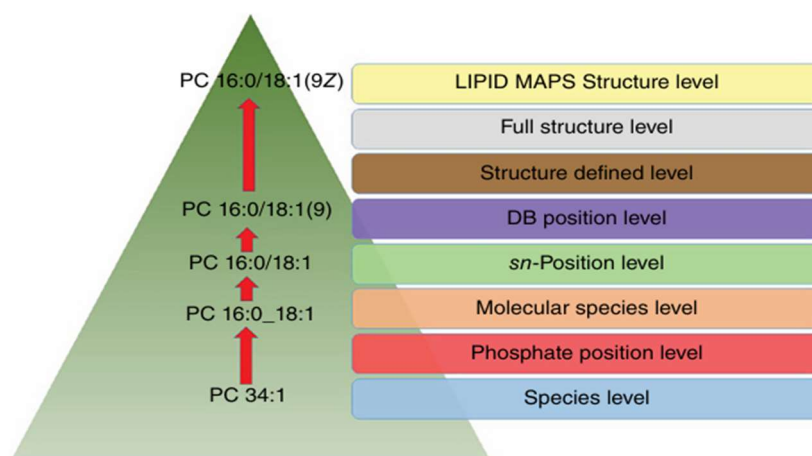 PC 16:0/18:1(9Z)
LIPID MAPS Structure level
Full structure level
Structure defined level
PC 16:0/18:1(9)
DB position level
PC 16:0/18:1
sn-Position level
PC 16:0_18:1
Molecular species level
Phosphate position level
PC 34:1
Species level